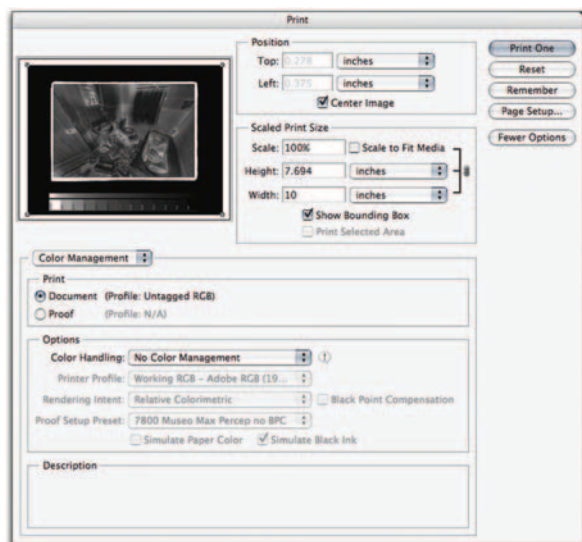 Print
Position
Top: 0.278 inches
Left: 0.375 inches
Center Image
Scaled Print Size
Scale: 100% Scale to Fit Media
Height: 7.694 inches
Width: 10 inches
Show Bounding Box
Print Selected Area
Print One
Reset
Remember
Page Setup...
Fewer Options
Color Management
Print
Document (Profile: Untagged RGB)
Proof (Profile: N/A)
Options
Color Handling: No Color Management
Printer Profile: Working RGB - Adobe RGB (19...
Rendering Intent: Relative Colorimetric Black Point Compensation
Proof Setup Preset: 7800 Museo Max Percep no BPC
Simulate Paper Color Simulate Black Ink
Description